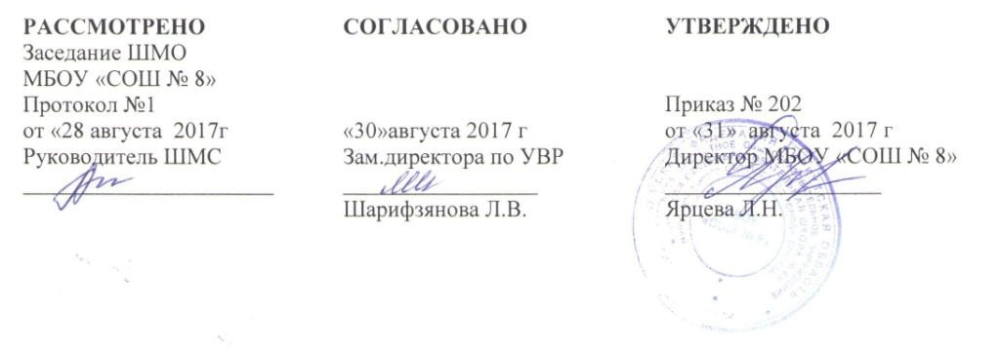 РАССМОТРЕНО
Заседание ШМО
МБОУ «СОШ № 8»
Протокол №1
от «28 августа 2017г
Руководитель ШМС
СОГЛАСОВАНО
«30»августа 2017 г
Зам.директора по УВР
Шарифзянова Л.В.
УТВЕРЖДЕНО
Приказ № 202
от «31» августа 2017 г
Директор МБОУ «СОШ № 8»
Ярцева Л.Н.